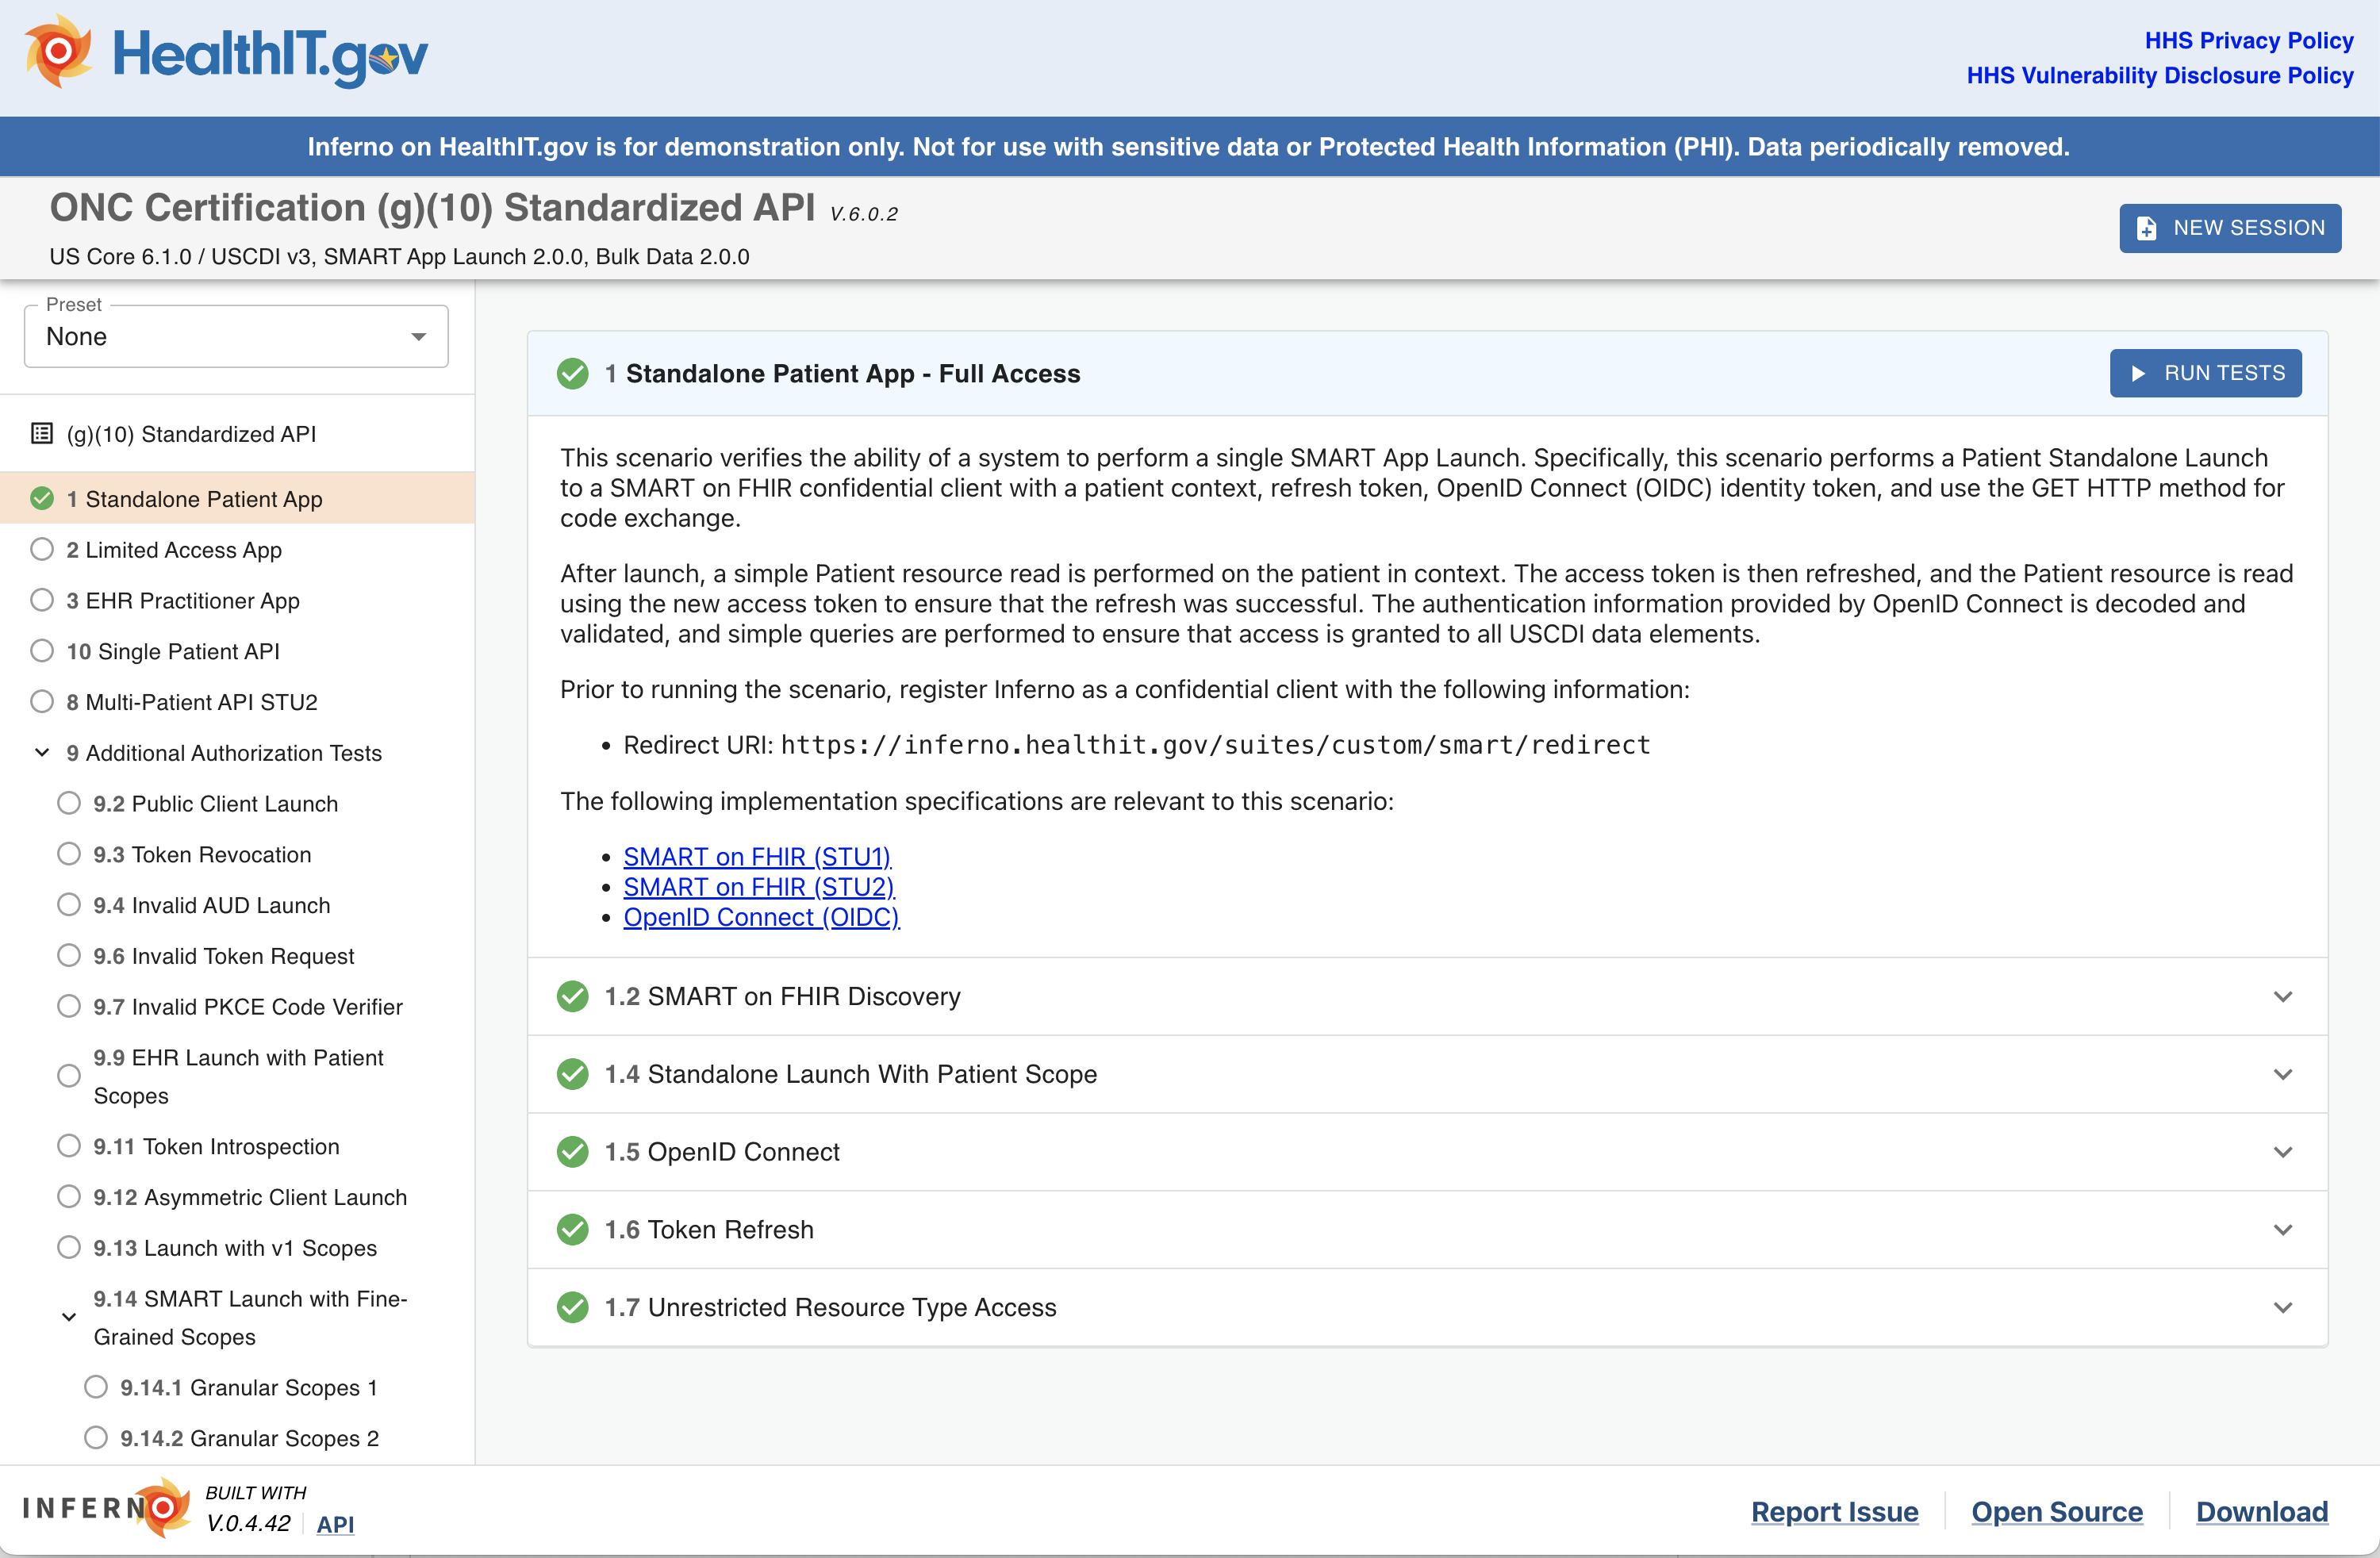 HealthIT.gov
HHS Privacy Policy
HHS Vulnerability Disclosure Policy
Inferno on HealthIT.gov is for demonstration only. Not for use with sensitive data or Protected Health Information (PHI). Data periodically removed.
ONC Certification (g)(10) Standardized API V.6.0.2
US Core 6.1.0 / USCDI v3, SMART App Launch 2.0.0, Bulk Data 2.0.0
NEW SESSION
Preset
None
(g)(10) Standardized API
1 Standalone Patient App
2 Limited Access App
3 EHR Practitioner App
10 Single Patient API
8 Multi-Patient API STU2
9 Additional Authorization Tests
9.2 Public Client Launch
9.3 Token Revocation
9.4 Invalid AUD Launch
9.6 Invalid Token Request
9.7 Invalid PKCE Code Verifier
9.9 EHR Launch with Patient
Scopes
9.11 Token Introspection
9.12 Asymmetric Client Launch
9.13 Launch with v1 Scopes
9.14 SMART Launch with Fine-
Grained Scopes
9.14.1 Granular Scopes 1
9.14.2 Granular Scopes 2
1 Standalone Patient App - Full Access
RUN TESTS
This scenario verifies the ability of a system to perform a single SMART App Launch. Specifically, this scenario performs a Patient Standalone Launch
to a SMART on FHIR confidential client with a patient context, refresh token, OpenID Connect (OIDC) identity token, and use the GET HTTP method for
code exchange.
After launch, a simple Patient resource read is performed on the patient in context. The access token is then refreshed, and the Patient resource is read
using the new access token to ensure that the refresh was successful. The authentication information provided by OpenID Connect is decoded and
validated, and simple queries are performed to ensure that access is granted to all USCDI data elements.
Prior to running the scenario, register Inferno as a confidential client with the following information:
• Redirect URI: https://inferno.healthit.gov/suites/custom/smart/redirect
The following implementation specifications are relevant to this scenario:
• SMART on FHIR (STU1)
• SMART on FHIR (STU2)
• OpenID Connect (OIDC)
1.2 SMART on FHIR Discovery
1.4 Standalone Launch With Patient Scope
1.5 OpenID Connect
1.6 Token Refresh
1.7 Unrestricted Resource Type Access
INFERNO
BUILT WITH
V.0.4.42
API
Report Issue
Open Source
Download